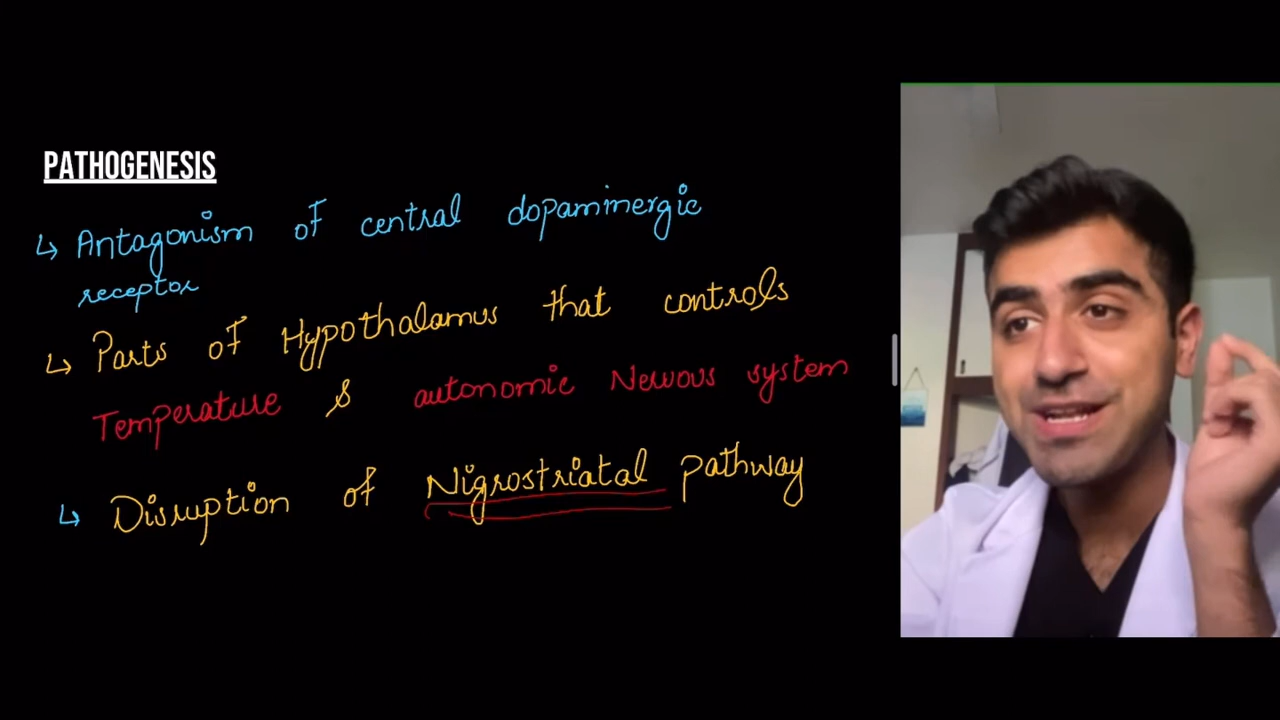 PATHOGENESIS
↳ Antagonism of central dopaminergic
receptor
↳ Parts of Hypothalamus that controls
Temperature & autonomic Nervous system
↳ Disruption of Nigrostriatal pathway